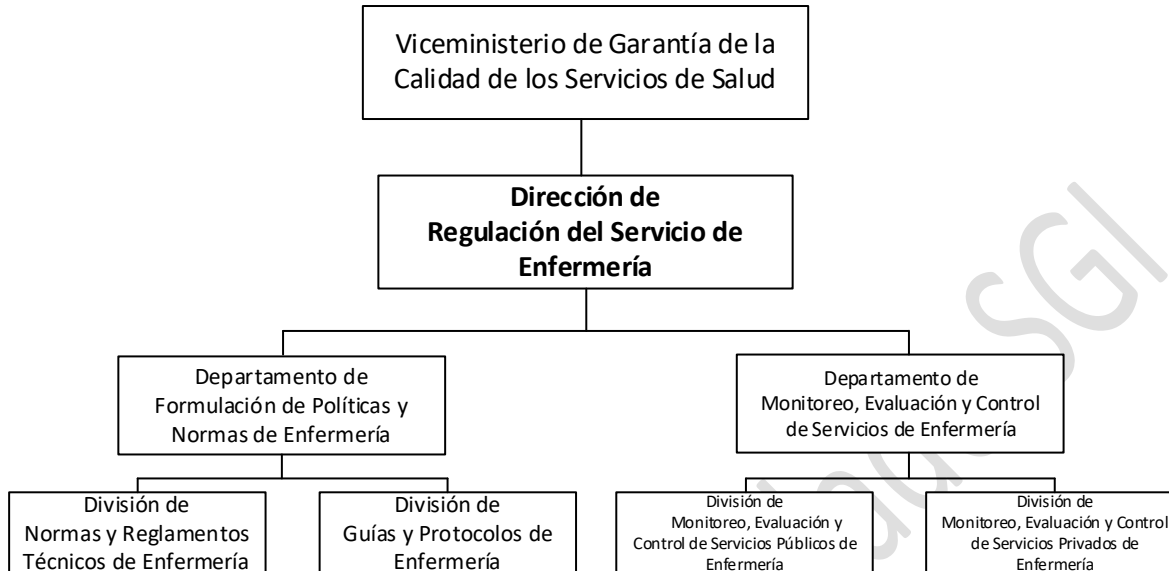 Viceministerio de Garantía de la
Calidad de los Servicios de Salud
Dirección de
Regulación del Servicio de
Enfermería
Departamento de
Formulación de Políticas y
Normas de Enfermería
Departamento de
Monitoreo, Evaluación y Control
de Servicios de Enfermería
División de
Normas y Reglamentos
Técnicos de Enfermería
División de
Guías y Protocolos de
Enfermería
División de
Monitoreo, Evaluación y
Control de Servicios Públicos de
Enfermería
División de
Monitoreo, Evaluación y Control
de Servicios Privados de
Enfermería
SGI